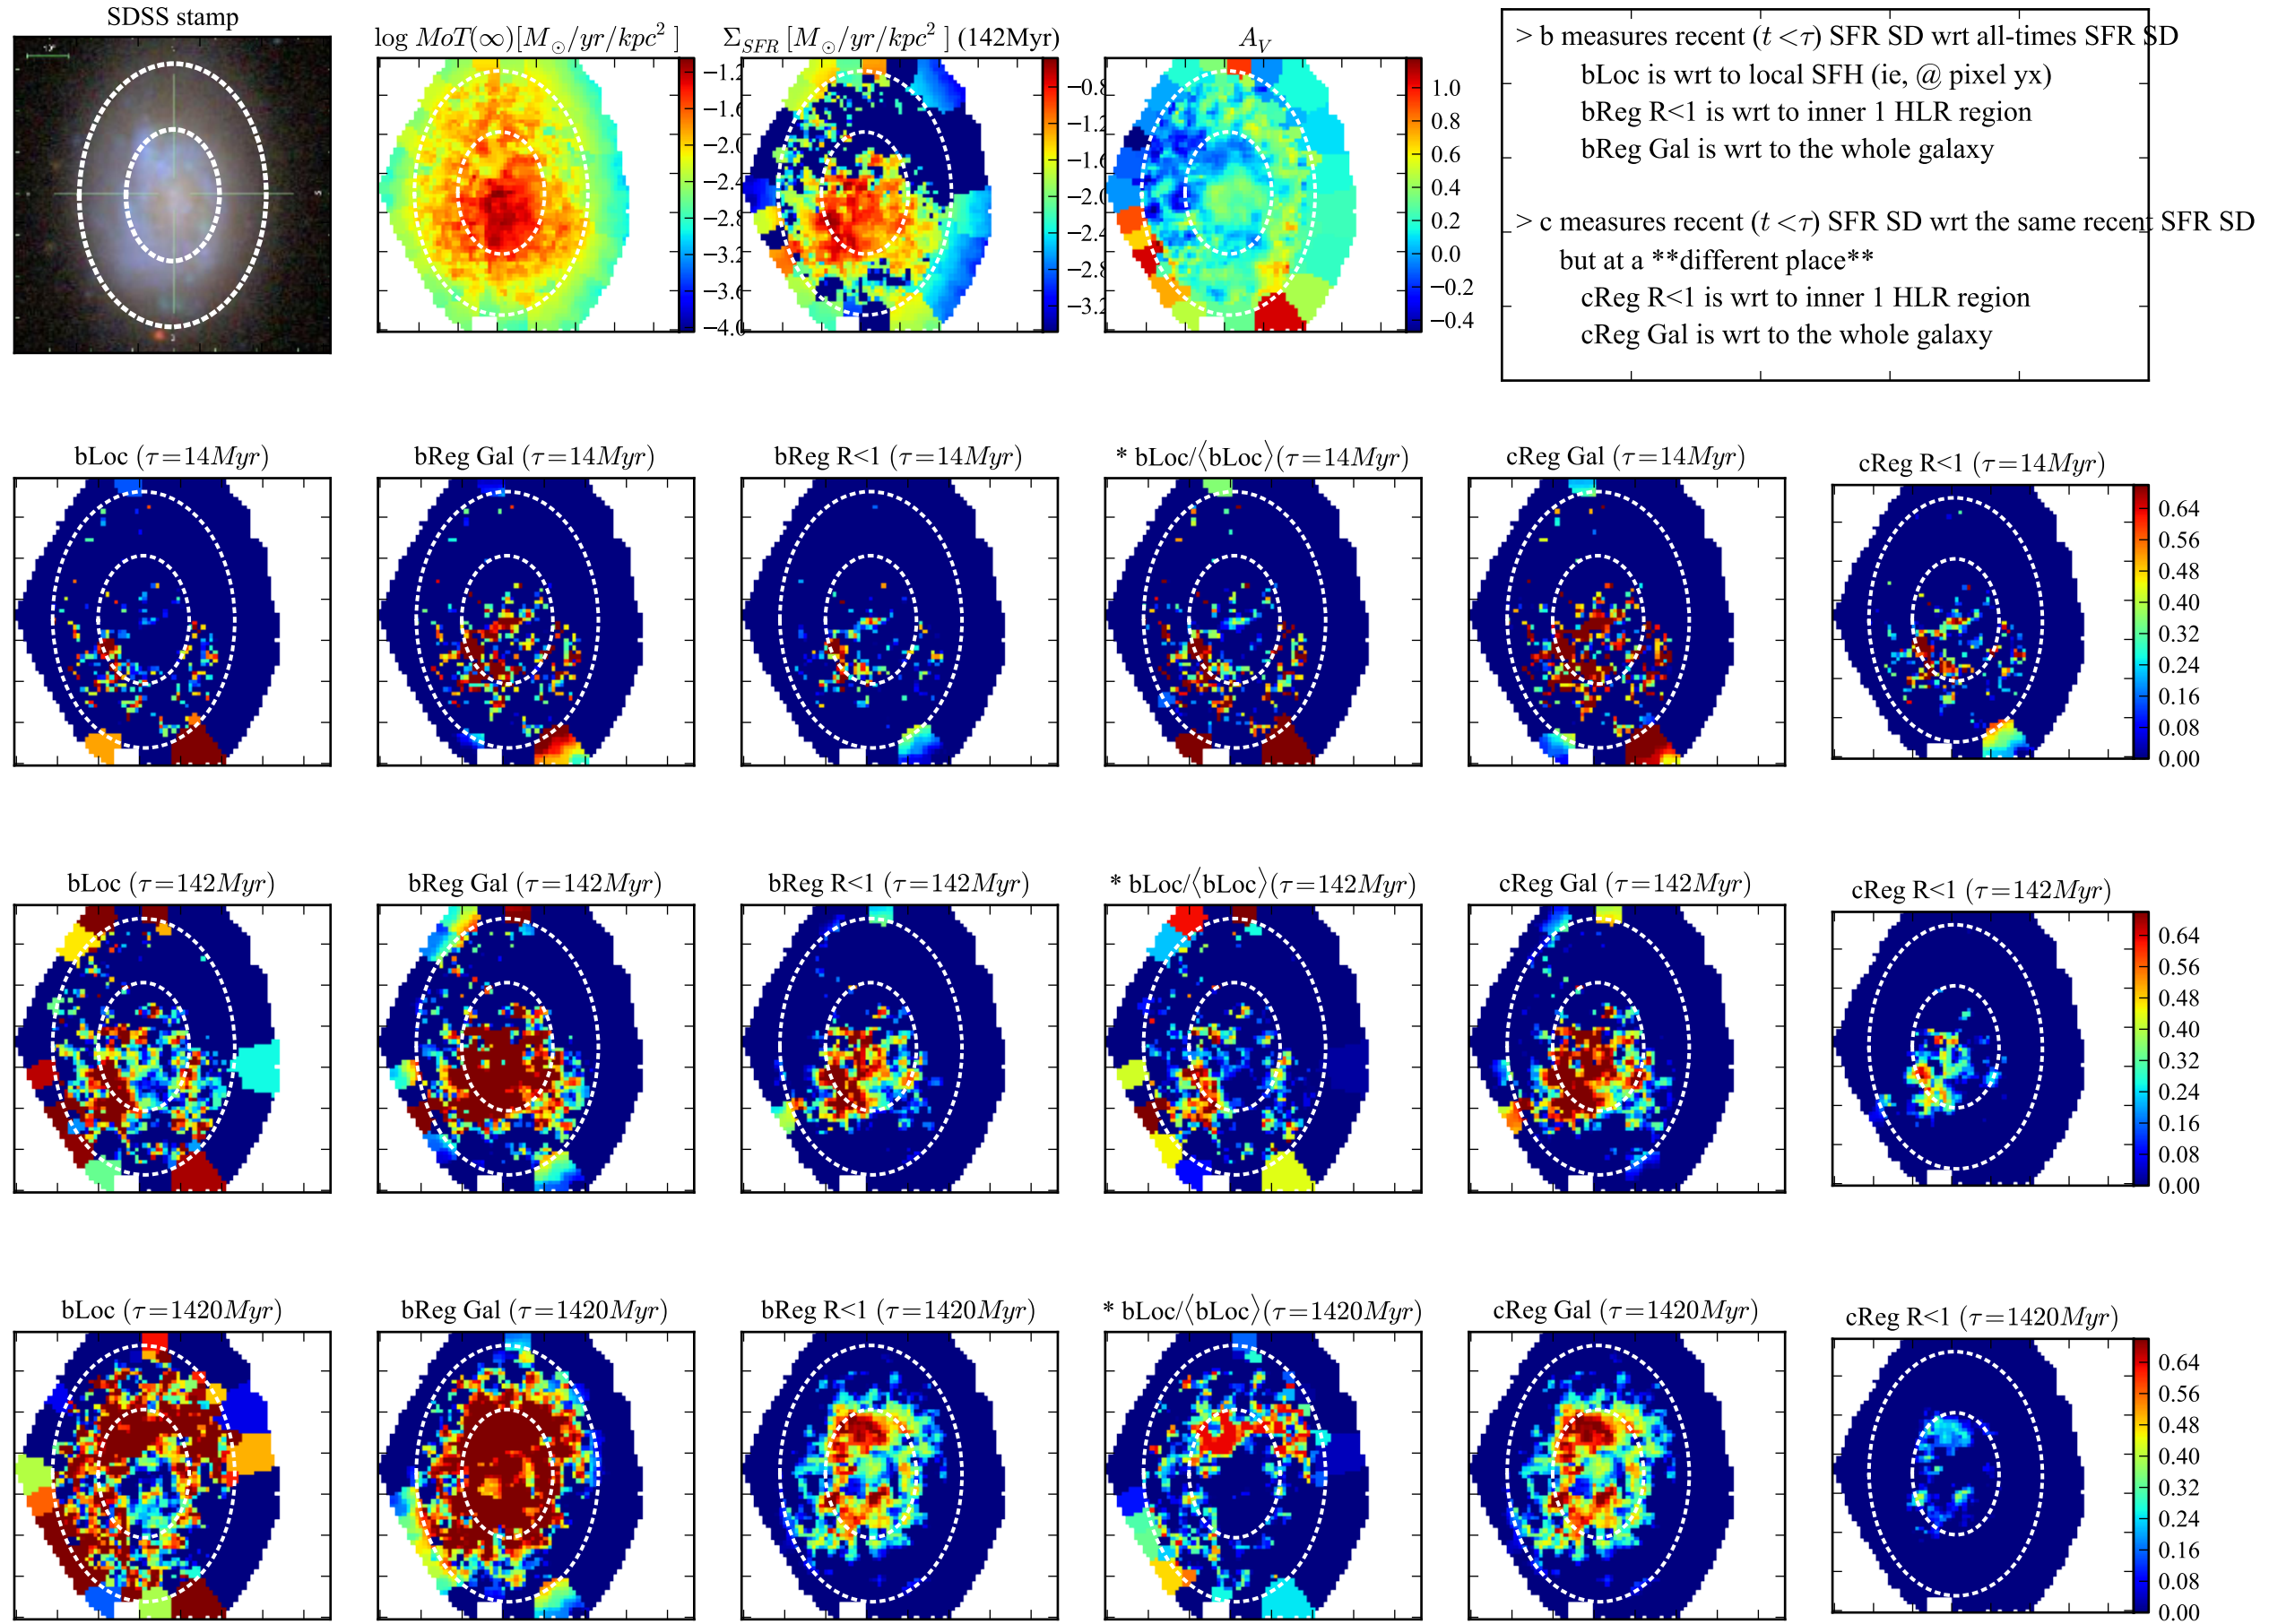 SDSS stamp
log MoT(∞)[M⊙/yr/kpc²]
Σ_SFR [M⊙/yr/kpc²] (142Myr)
A_V
−1.2
−1.6
−2.0
−2.4
−2.8
−3.2
−3.6
−4.0
−0.8
−1.2
−1.6
−2.0
−2.4
−2.8
−3.2
1.0
0.8
0.6
0.4
0.2
0.0
−0.2
−0.4
> b measures recent (t <τ) SFR SD wrt all-times SFR SD
bLoc is wrt to local SFH (ie, @ pixel yx)
bReg R<1 is wrt to inner 1 HLR region
bReg Gal is wrt to the whole galaxy
> c measures recent (t <τ) SFR SD wrt the same recent SFR SD
but at a **different place**
cReg R<1 is wrt to inner 1 HLR region
cReg Gal is wrt to the whole galaxy
bLoc (τ=14Myr)
bReg Gal (τ=14Myr)
bReg R<1 (τ=14Myr)
* bLoc/⟨bLoc⟩(τ=14Myr)
cReg Gal (τ=14Myr)
cReg R<1 (τ=14Myr)
0.64
0.56
0.48
0.40
0.32
0.24
0.16
0.08
0.00
bLoc (τ=142Myr)
bReg Gal (τ=142Myr)
bReg R<1 (τ=142Myr)
* bLoc/⟨bLoc⟩(τ=142Myr)
cReg Gal (τ=142Myr)
cReg R<1 (τ=142Myr)
0.64
0.56
0.48
0.40
0.32
0.24
0.16
0.08
0.00
bLoc (τ=1420Myr)
bReg Gal (τ=1420Myr)
bReg R<1 (τ=1420Myr)
* bLoc/⟨bLoc⟩(τ=1420Myr)
cReg Gal (τ=1420Myr)
cReg R<1 (τ=1420Myr)
0.64
0.56
0.48
0.40
0.32
0.24
0.16
0.08
0.00